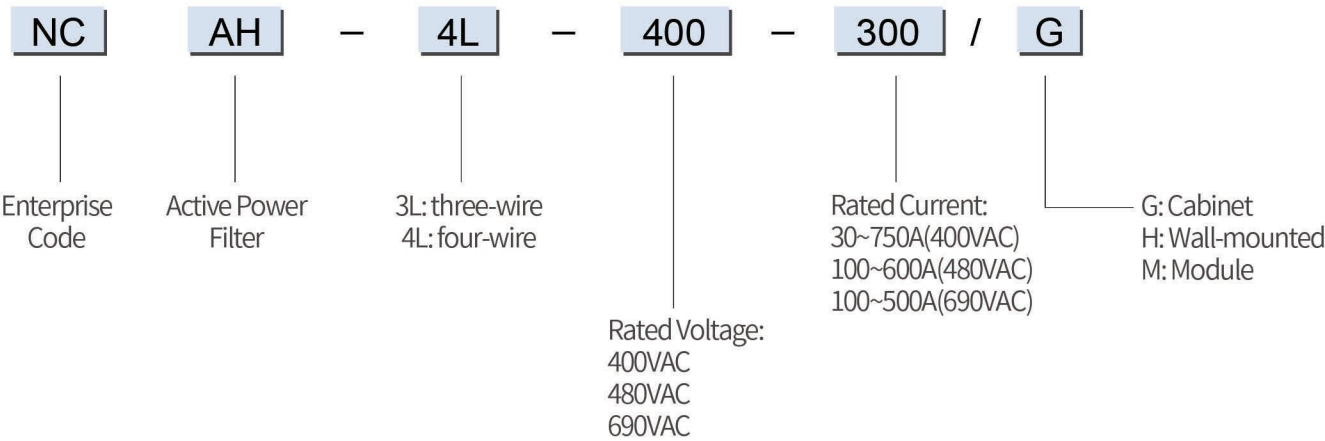 NC AH – 4L – 400 – 300 / G
Enterprise
Code
Active Power
Filter
3L: three-wire
4L: four-wire
Rated Voltage:
400VAC
480VAC
690VAC
Rated Current:
30~750A(400VAC)
100~600A(480VAC)
100~500A(690VAC)
G: Cabinet
H: Wall-mounted
M: Module